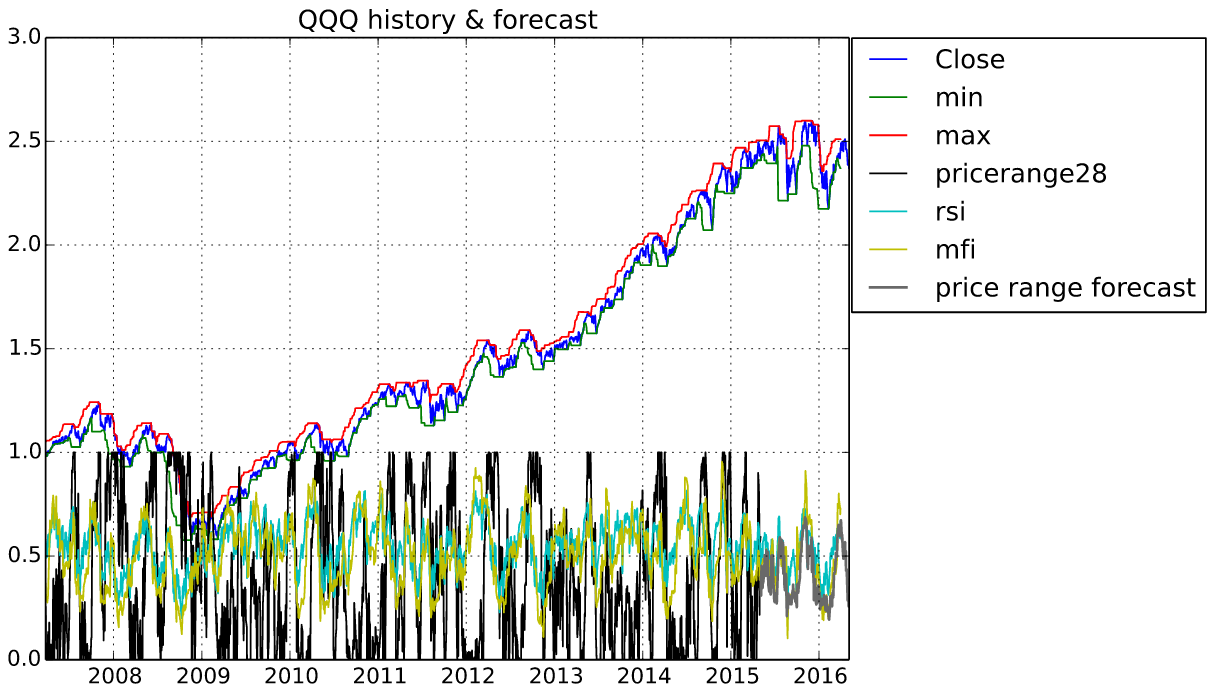 QQQ history & forecast
3.0
2.5
2.0
1.5
1.0
0.5
0.0
2008 2009 2010 2011 2012 2013 2014 2015 2016
Close
min
max
pricerange28
rsi
mfi
price range forecast